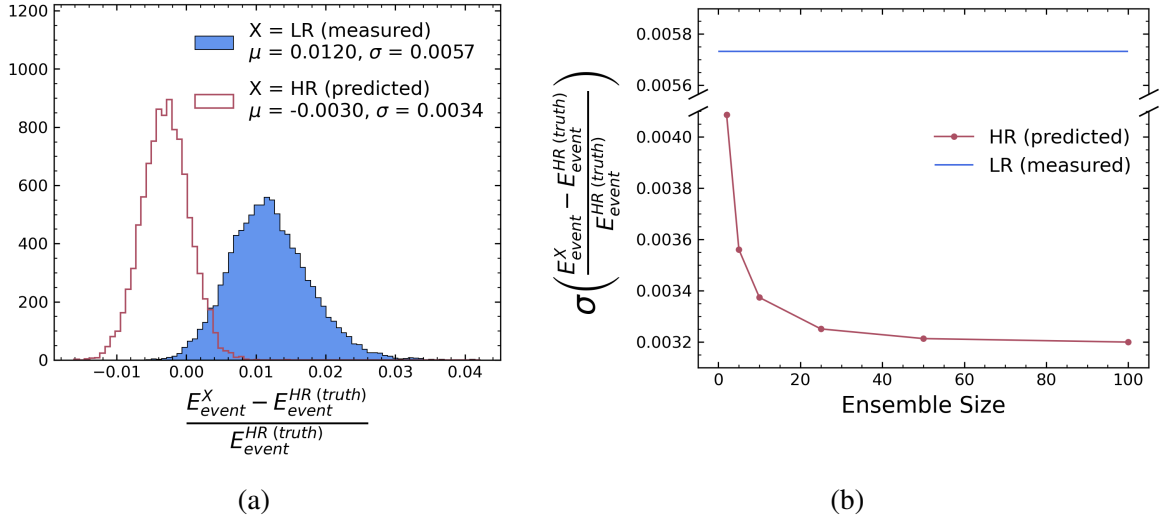 1200
1000
800
600
400
200
0
X = LR (measured)
μ = 0.0120, σ = 0.0057
X = HR (predicted)
μ = -0.0030, σ = 0.0034
−0.01 0.00 0.01 0.02 0.03 0.04
E^X_event − E^HR (truth)_event
E^HR (truth)_event
(a)
σ(E^X_event − E^HR (truth)_event / E^HR (truth)_event)
0.0058
0.0056
0.0040
0.0038
0.0036
0.0034
0.0032
HR (predicted)
LR (measured)
0 20 40 60 80 100
Ensemble Size
(b)